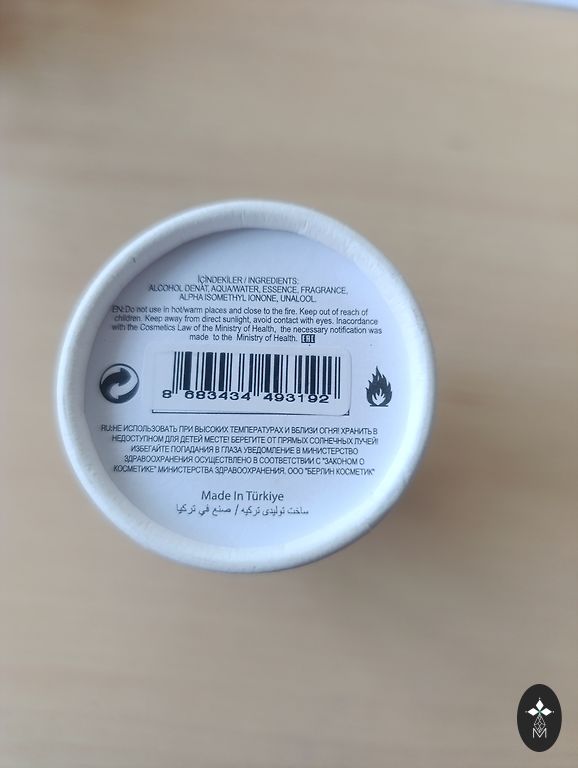 İÇİNDEKİLER / INGREDIENTS:
ALCOHOL DENAT, AQUA/WATER, ESSENCE, FRAGRANCE,
ALPHA ISOMETHYL IONONE, LINALOOL.
EN: Do not use in hot/warm places and close to the fire. Keep out of reach of
children. Keep away from direct sunlight, avoid contact with eyes. Inacordance
with the Cosmetics Law of the Ministry of Health, the necessary notification was
made to the Ministry of Health. EAC
8 683434 493192
RU:НЕ ИСПОЛЬЗОВАТЬ ПРИ ВЫСОКИХ ТЕМПЕРАТУРАХ И ВБЛИЗИ ОГНЯ! ХРАНИТЬ В
НЕДОСТУПНОМ ДЛЯ ДЕТЕЙ МЕСТЕ! БЕРЕГИТЕ ОТ ПРЯМЫХ СОЛНЕЧНЫХ ЛУЧЕЙ!
ИЗБЕГАЙТЕ ПОПАДАНИЯ В ГЛАЗА УВЕДОМЛЕНИЕ В МИНИСТЕРСТВО
ЗДРАВООХРАНЕНИЯ ОСУЩЕСТВЛЕНО В СООТВЕТСТВИИ С "ЗАКОНОМ О
КОСМЕТИКЕ" МИНИСТЕРСТВА ЗДРАВООХРАНЕНИЯ, ООО "БЕРЛИН КОСМЕТИК"
Made In Türkiye
ساخت تولیدی ترکیه / صنع في تركيا
M